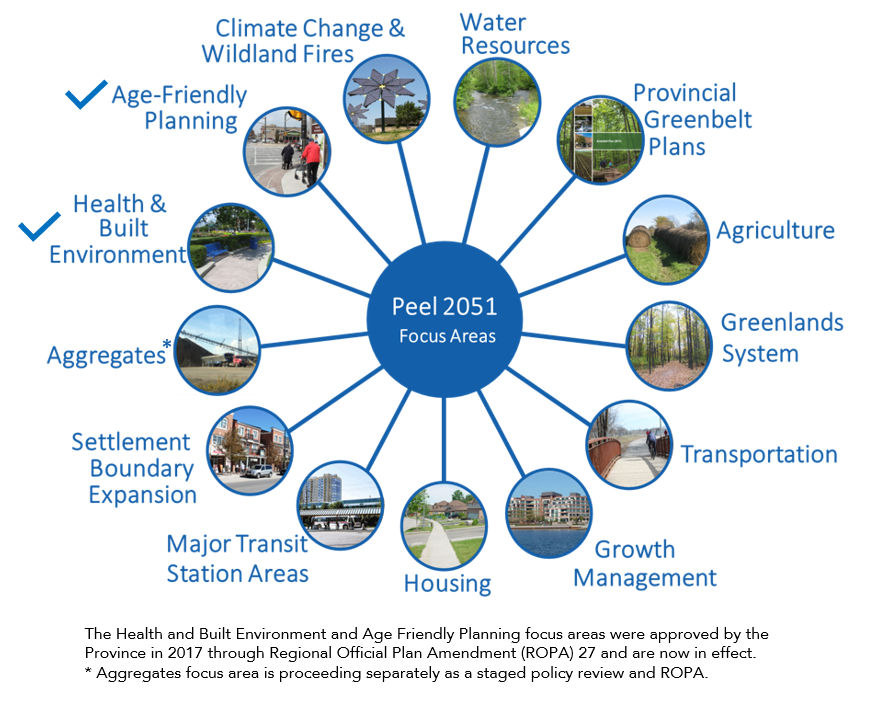 Climate Change &
Wildland Fires
Water
Resources
Age-Friendly
Planning
Provincial
Greenbelt
Plans
Health &
Built
Environment
Agriculture
Peel 2051
Focus Areas
Greenlands
System
Aggregates*
Settlement
Boundary
Expansion
Transportation
Major Transit
Station Areas
Housing
Growth
Management
The Health and Built Environment and Age Friendly Planning focus areas were approved by the
Province in 2017 through Regional Official Plan Amendment (ROPA) 27 and are now in effect.
* Aggregates focus area is proceeding separately as a staged policy review and ROPA.